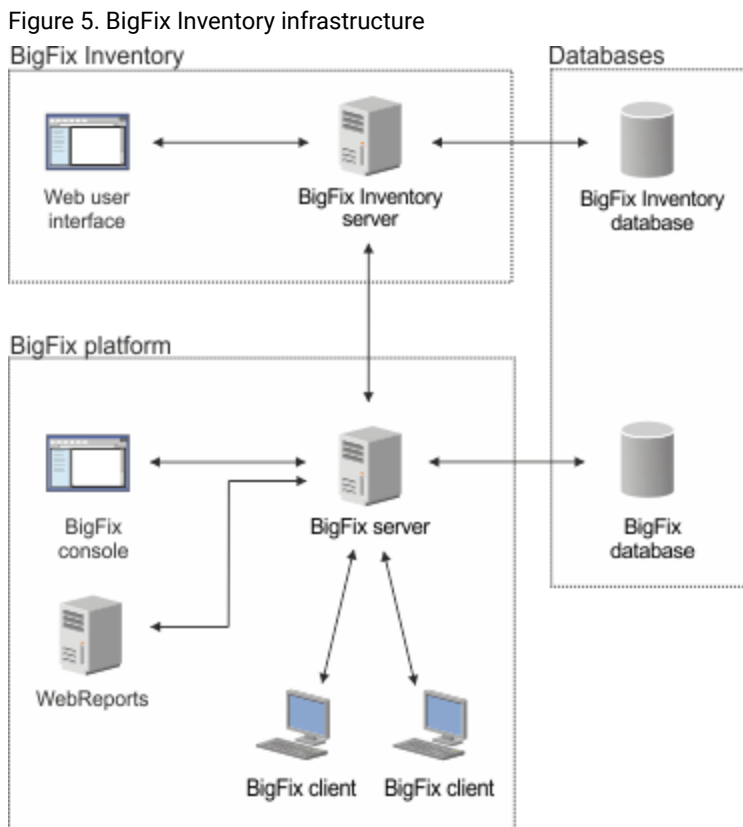 Figure 5. BigFix Inventory infrastructure
BigFix Inventory
Databases
Web user
interface
BigFix Inventory
server
BigFix Inventory
database
BigFix platform
BigFix
console
BigFix server
BigFix
database
WebReports
BigFix client
BigFix client